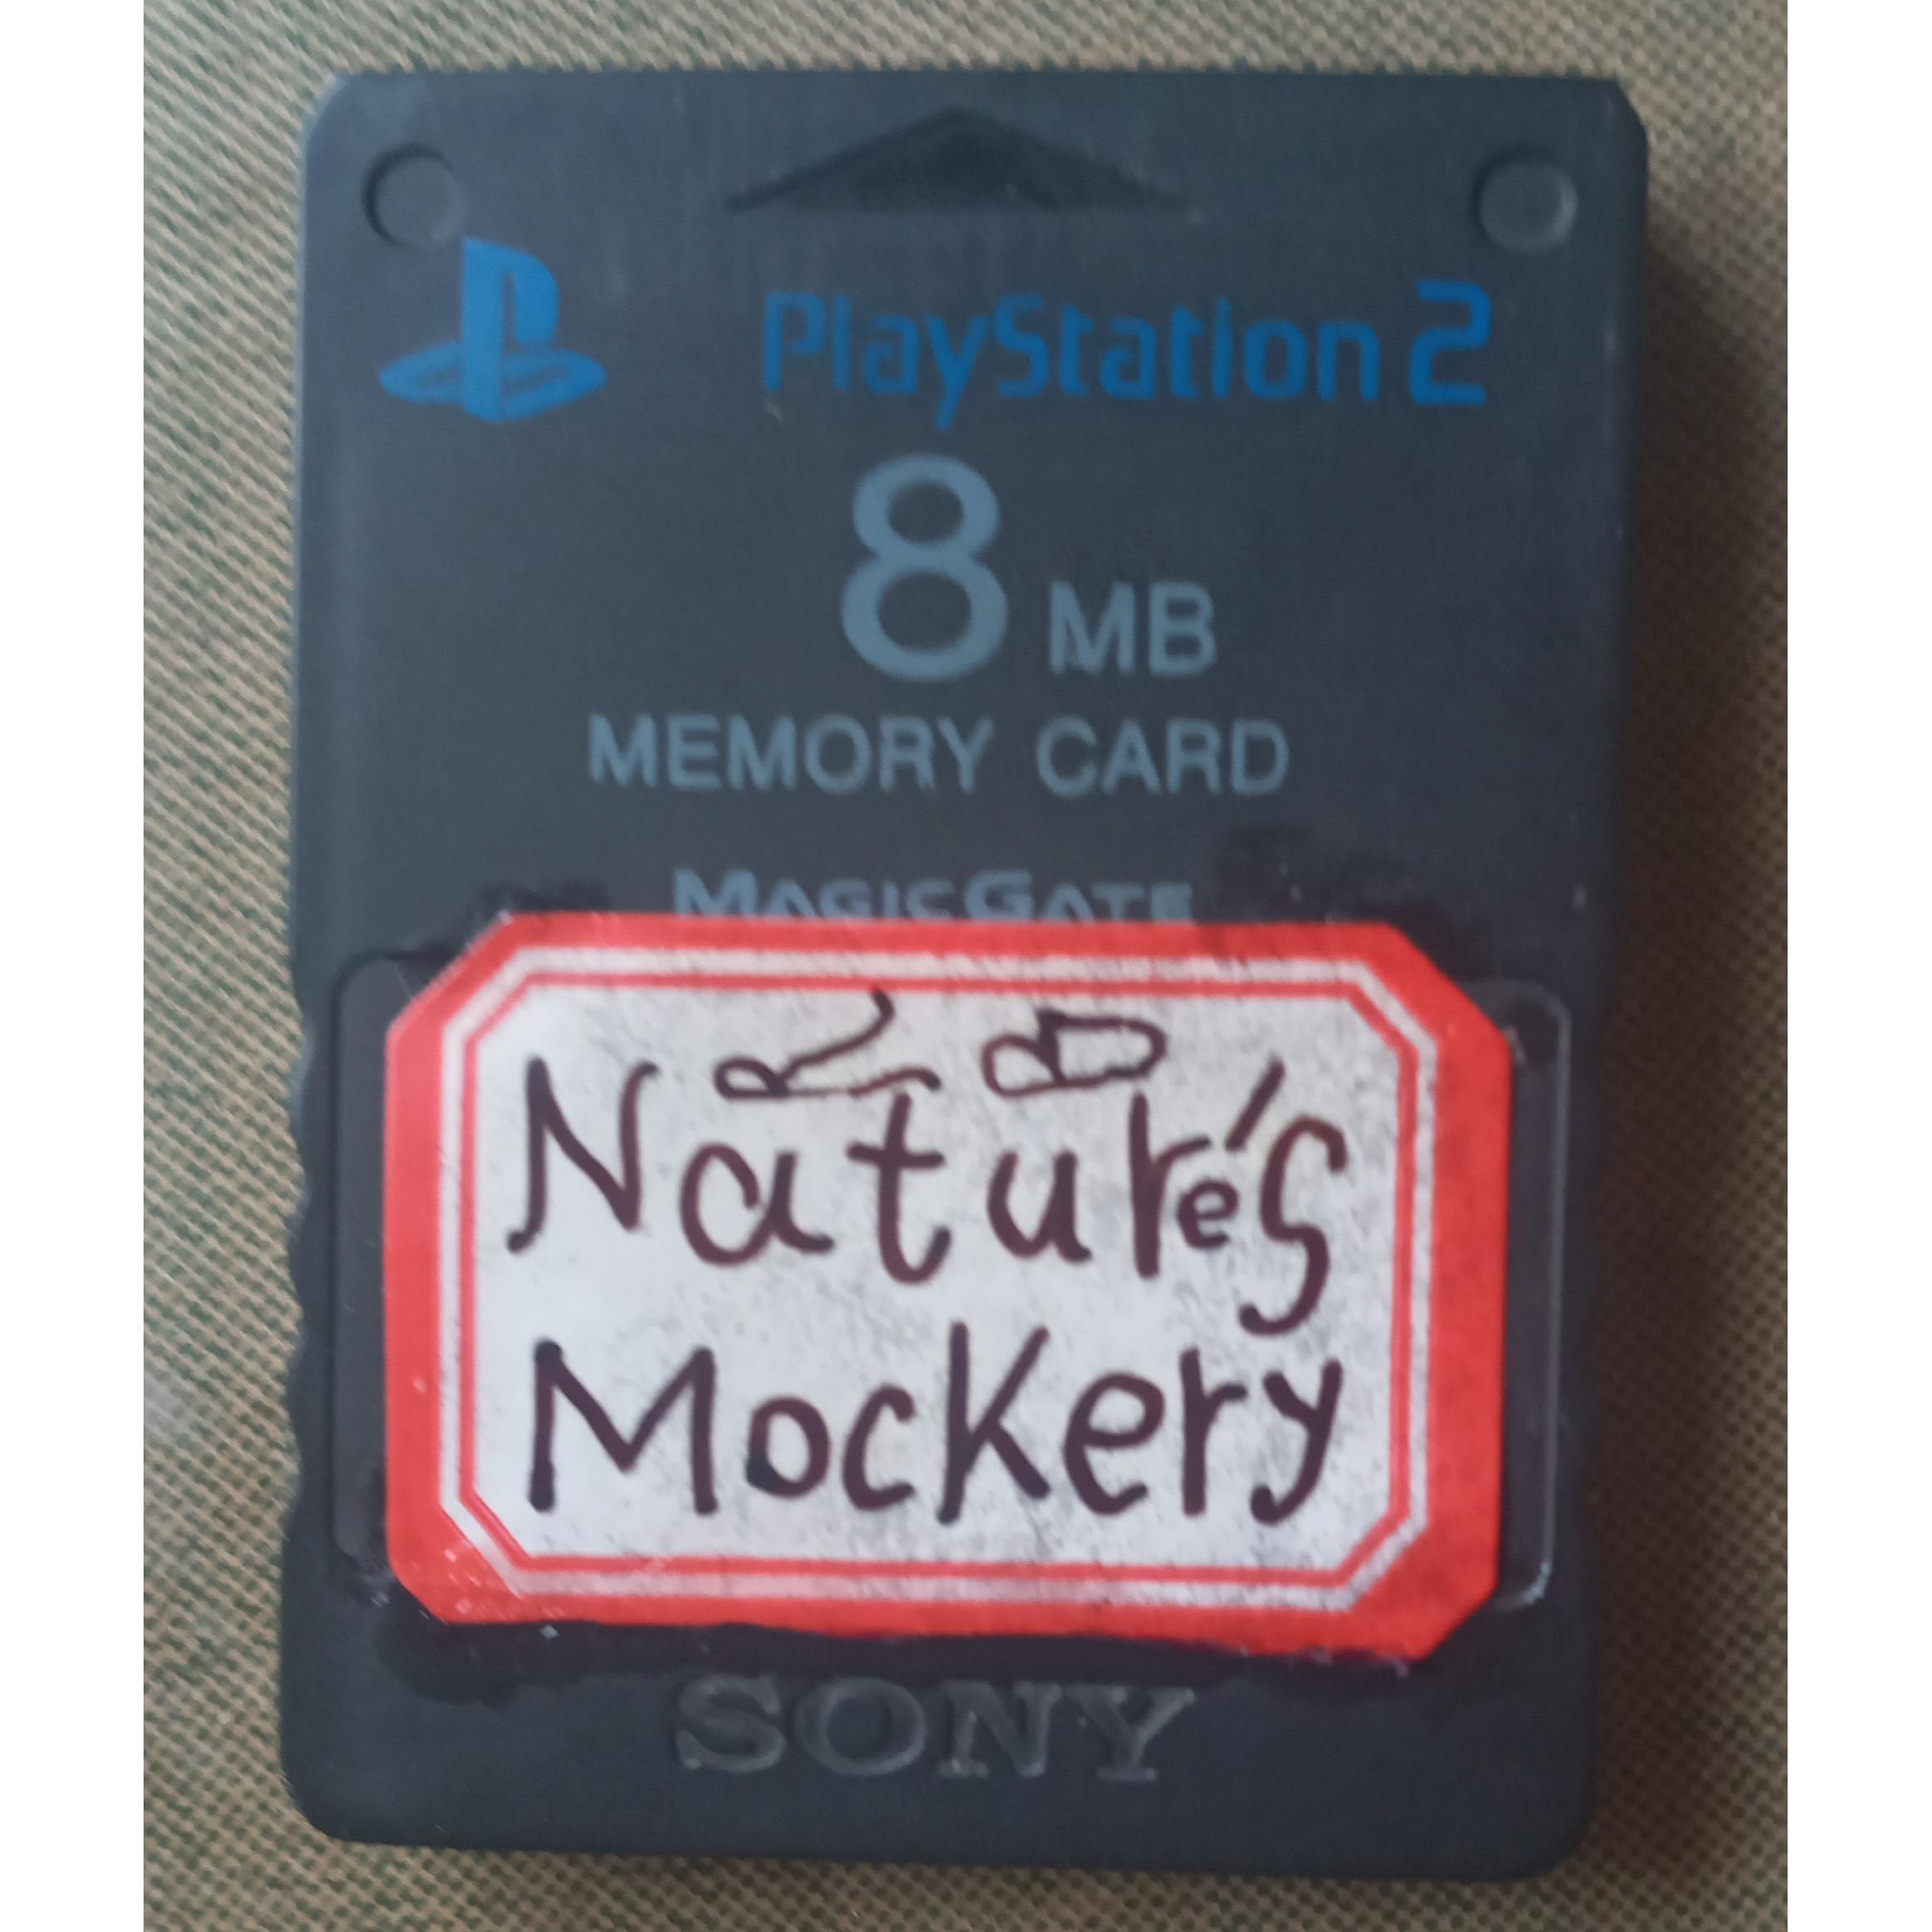 PlayStation 2
8 MB
MEMORY CARD
MAGICGATE
Nature's
Mockery
SONY